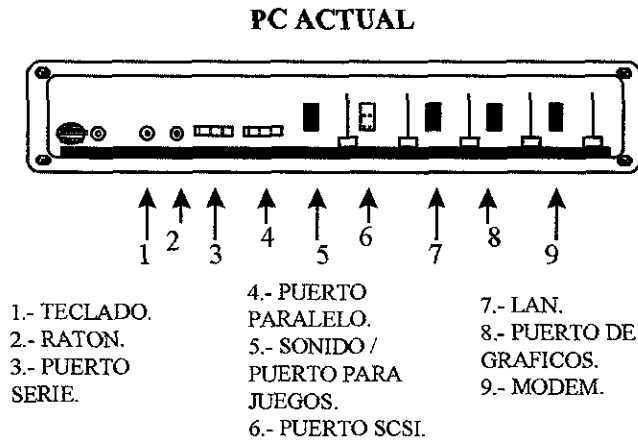 PC ACTUAL
1 2 3 4 5 6 7 8 9
1.- TECLADO.
2.- RATON.
3.- PUERTO
SERIE.
4.- PUERTO
PARALELO.
5.- SONIDO /
PUERTO PARA
JUEGOS.
6.- PUERTO SCSI.
7.- LAN.
8.- PUERTO DE
GRAFICOS.
9.- MODEM.